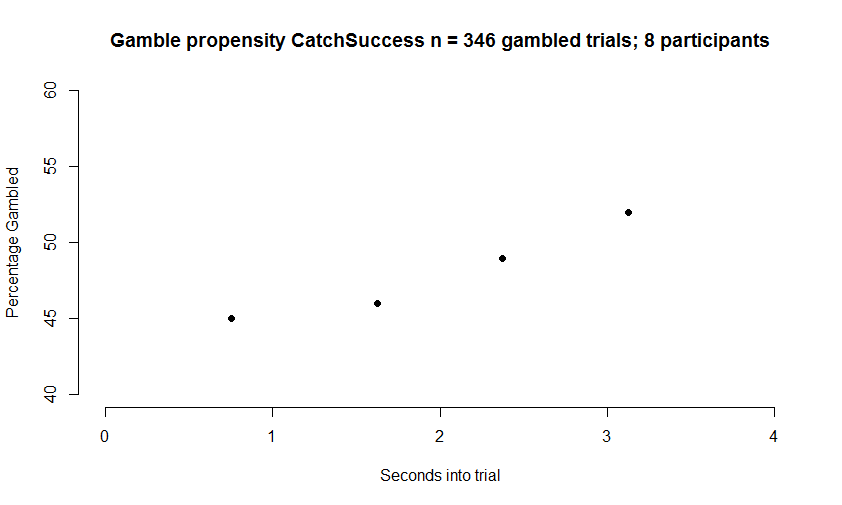 Gamble propensity CatchSuccess n = 346 gambled trials; 8 participants
Percentage Gambled
60
55
50
45
40
0 1 2 3 4
Seconds into trial